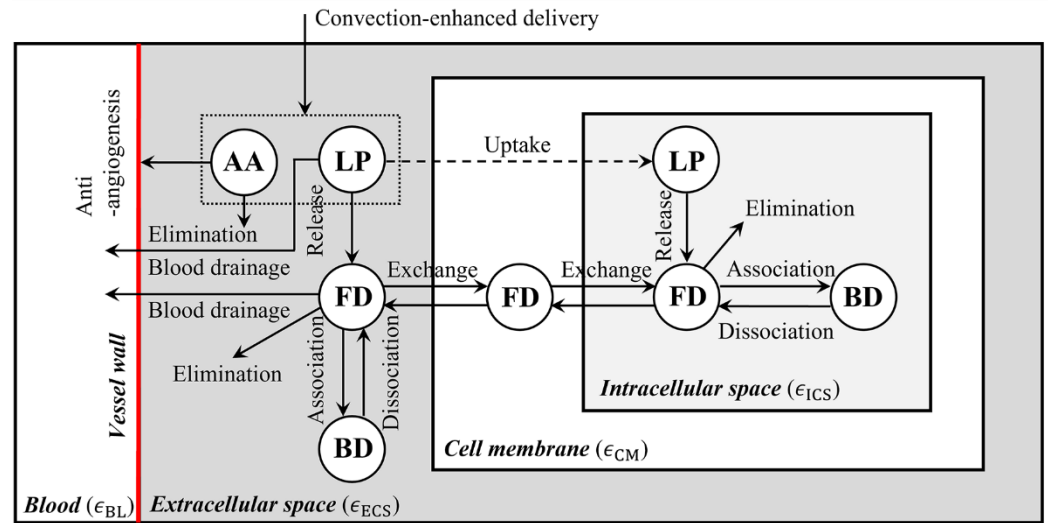 Convection-enhanced delivery
Anti
-angiogenesis
AA
LP
Uptake
LP
Elimination
Release
Release
Elimination
Blood drainage
Blood drainage
FD
Exchange
FD
Exchange
FD
Association
BD
Dissociation
Elimination
Association
Dissociation
BD
Vessel wall
Intracellular space (ϵICS)
Cell membrane (ϵCM)
Blood (ϵBL)
Extracellular space (ϵECS)